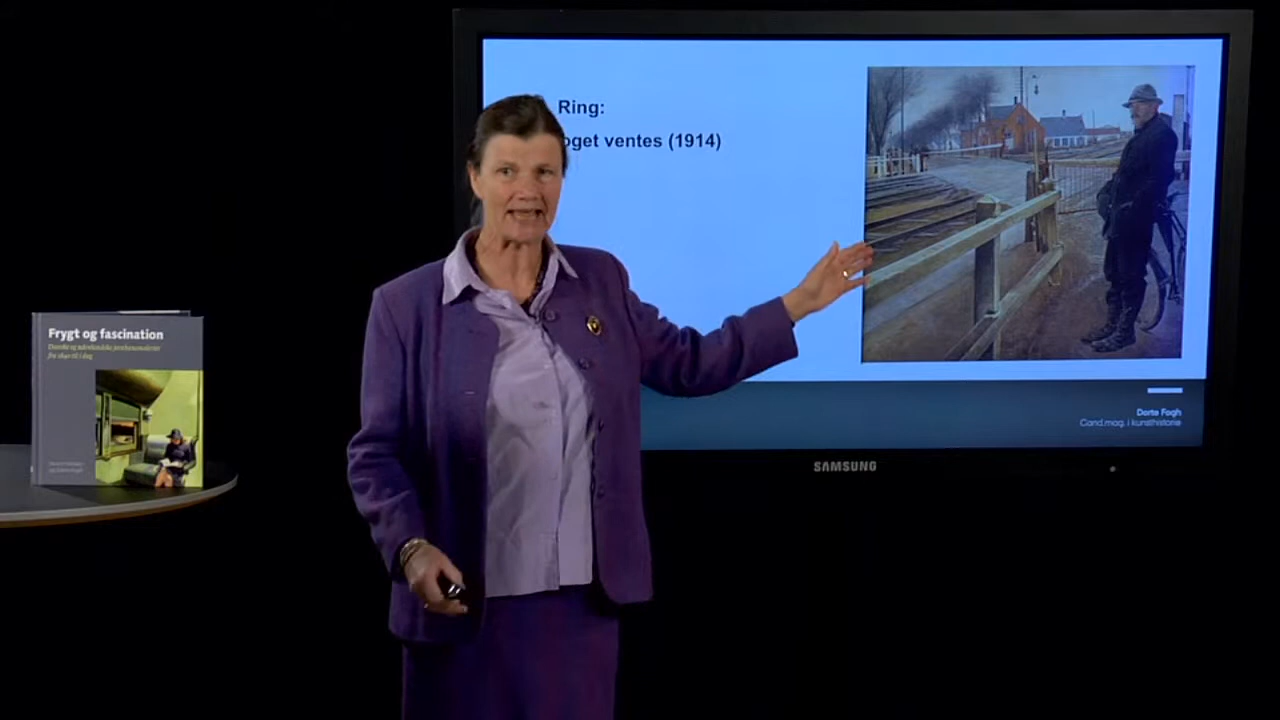 Frygt og fascination
Danske og udenlandske jernbanemalerier
fra 1840 til i dag
Ring:
oget ventes (1914)
Dorte Fogh
Cand.mag. i kunsthistorie
SAMSUNG